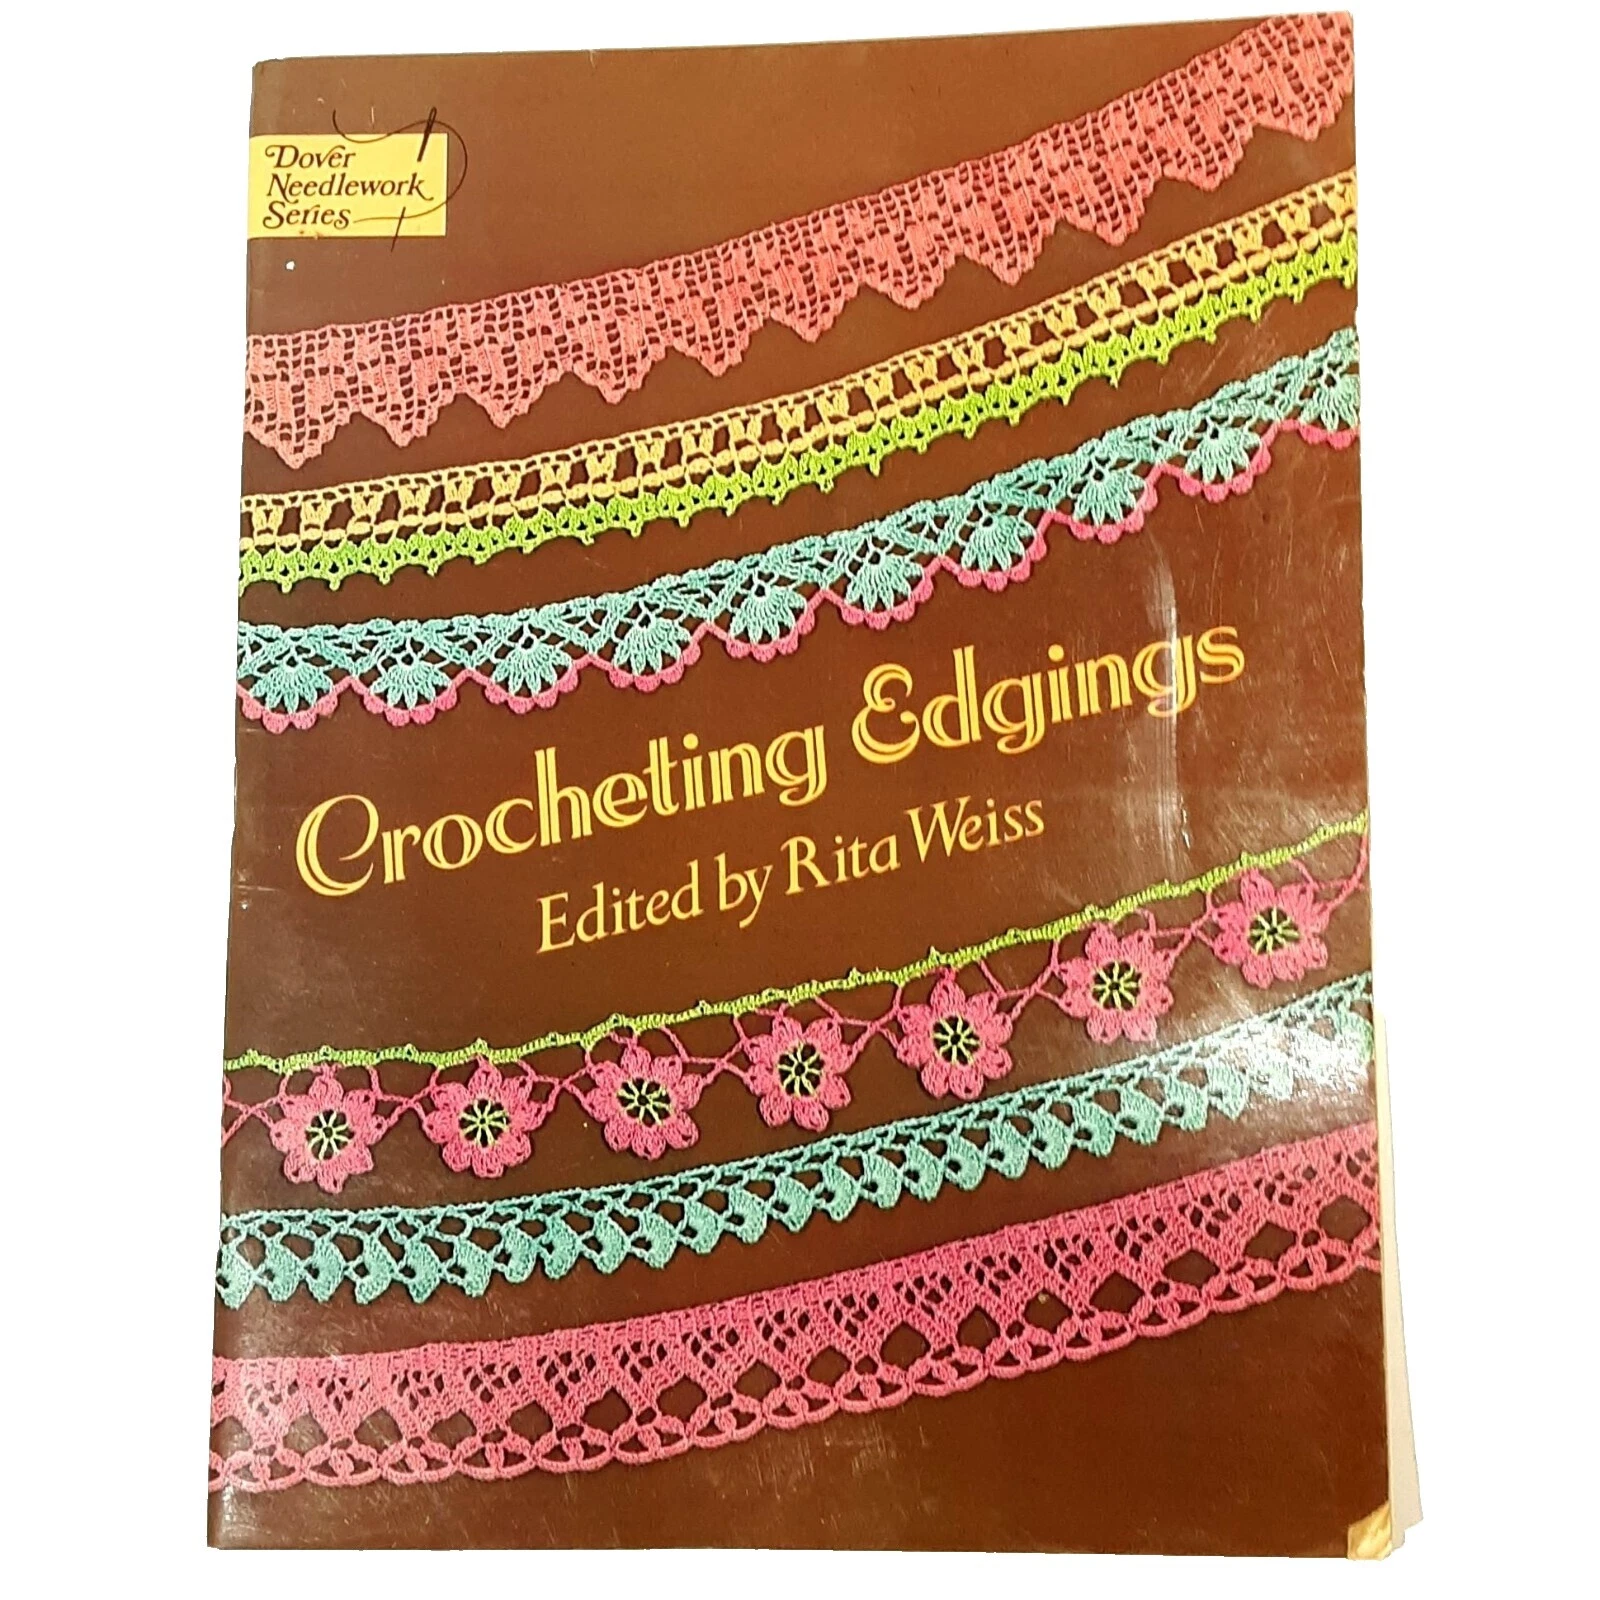 Dover
Needlework
Series
Crocheting Edgings
Edited by Rita Weiss